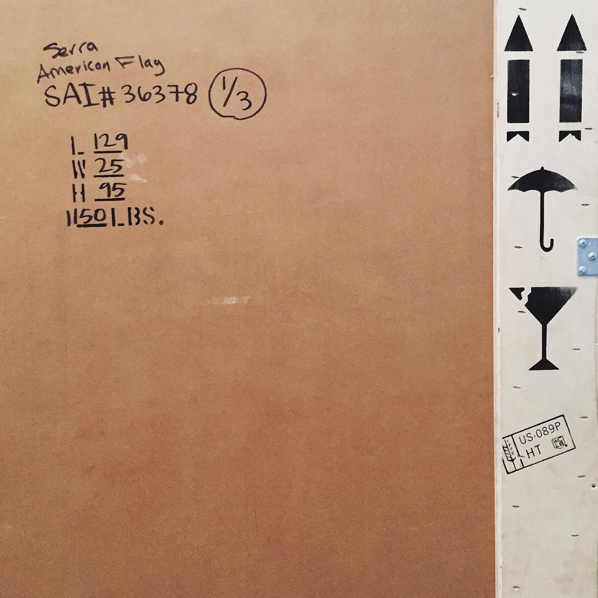 Serra
American Flag
SAI# 36378 1/3
L 129
W 25
H 95
1150 LBS.
US-089P
HT